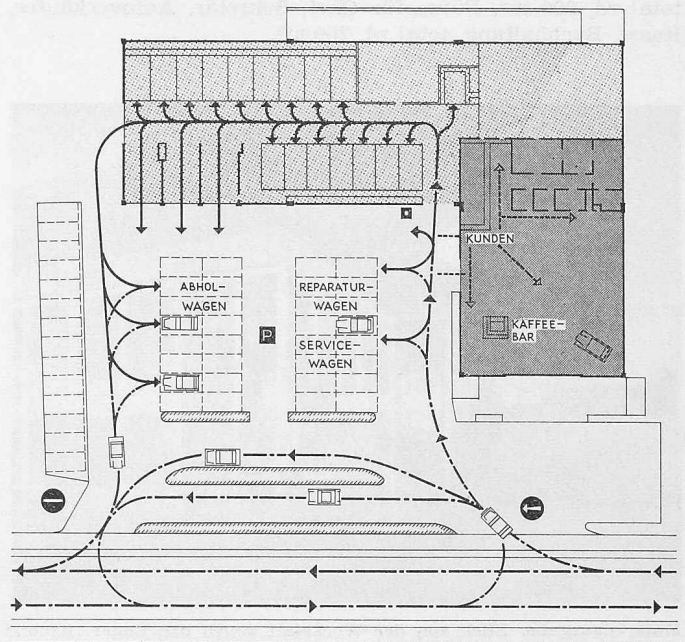 KUNDEN
ABHOL-
WAGEN
REPARATUR-
WAGEN
P
SERVICE-
WAGEN
KAFFEE-
BAR